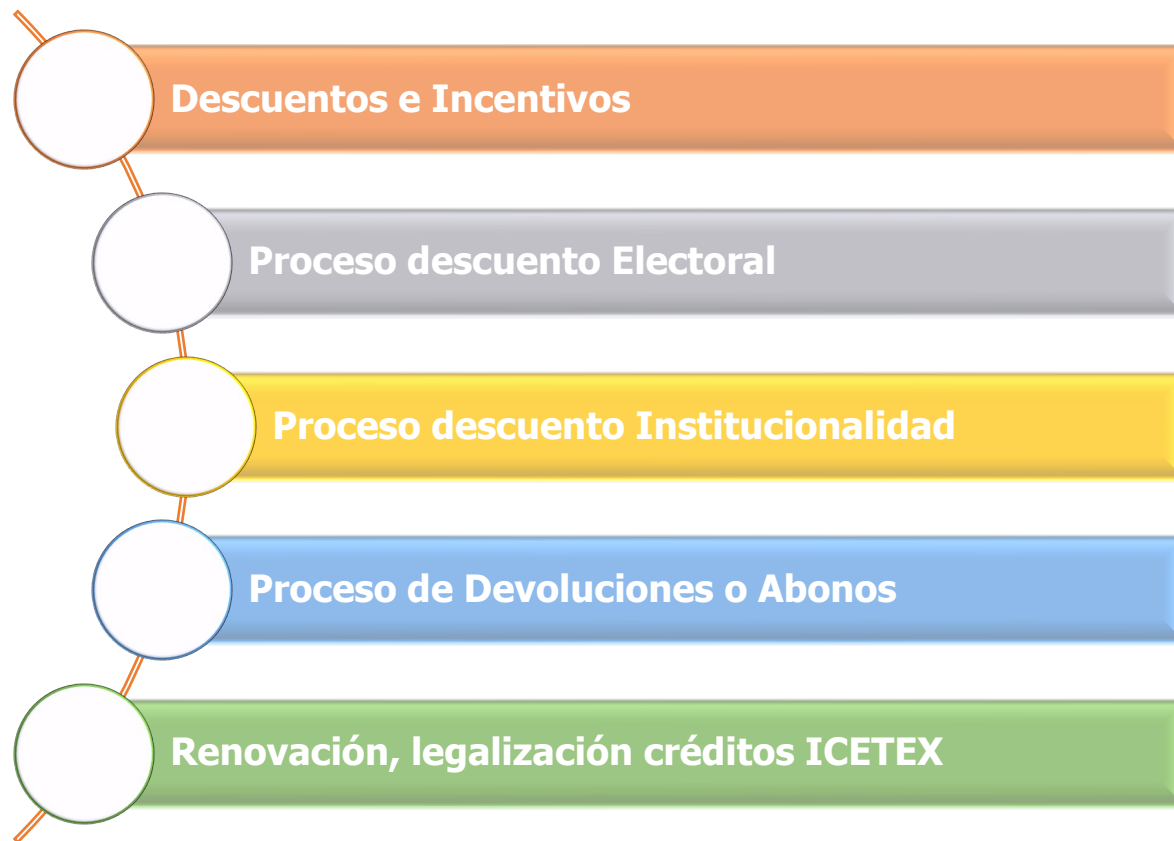 Descuentos e Incentivos
Proceso descuento Electoral
Proceso descuento Institucionalidad
Proceso de Devoluciones o Abonos
Renovación, legalización créditos ICETEX